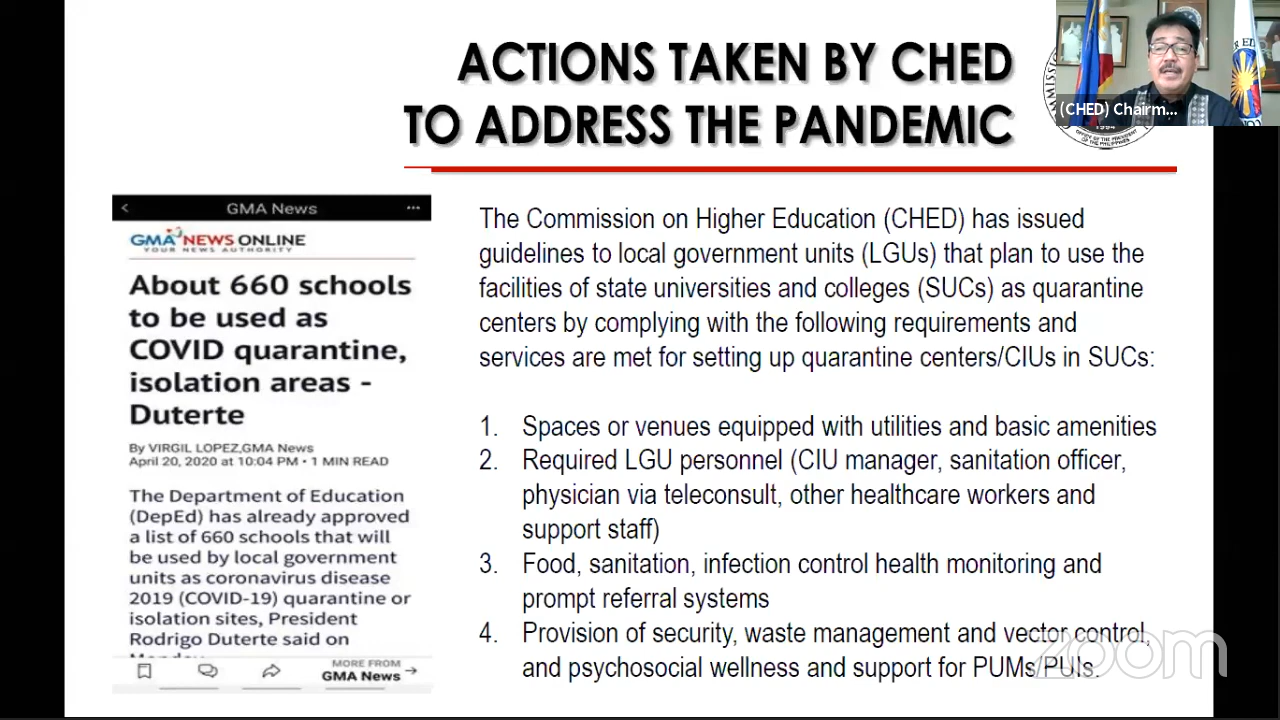 ACTIONS TAKEN BY CHED
TO ADDRESS THE PANDEMIC
(CHED) Chairm...
1994
OFFICE OF THE PRESIDENT
OF THE PHILIPPINES
GMA News
GMA NEWS ONLINE
YOUR NEWS AUTHORITY
About 660 schools
to be used as
COVID quarantine,
isolation areas -
Duterte
By VIRGIL LOPEZ,GMA News
April 20, 2020 at 10:04 PM • 1 MIN READ
The Department of Education
(DepEd) has already approved
a list of 660 schools that will
be used by local government
units as coronavirus disease
2019 (COVID-19) quarantine or
isolation sites, President
Rodrigo Duterte said on
MORE FROM
GMA News
The Commission on Higher Education (CHED) has issued
guidelines to local government units (LGUs) that plan to use the
facilities of state universities and colleges (SUCs) as quarantine
centers by complying with the following requirements and
services are met for setting up quarantine centers/CIUs in SUCs:
1. Spaces or venues equipped with utilities and basic amenities
2. Required LGU personnel (CIU manager, sanitation officer,
physician via teleconsult, other healthcare workers and
support staff)
3. Food, sanitation, infection control health monitoring and
prompt referral systems
4. Provision of security, waste management and vector control,
and psychosocial wellness and support for PUMs/PUIs.
zoom